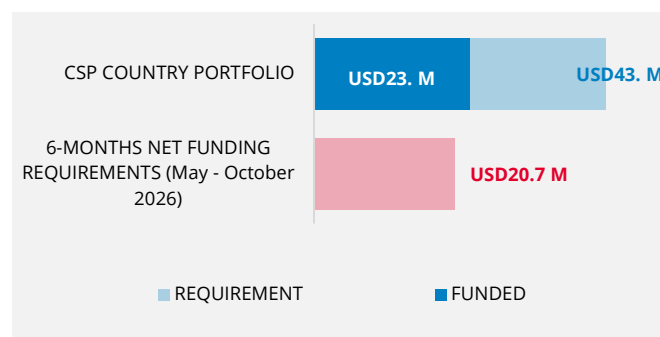 CSP COUNTRY PORTFOLIO
USD23. M
USD43. M
6-MONTHS NET FUNDING
REQUIREMENTS (May - October
2026)
USD20.7 M
REQUIREMENT
FUNDED